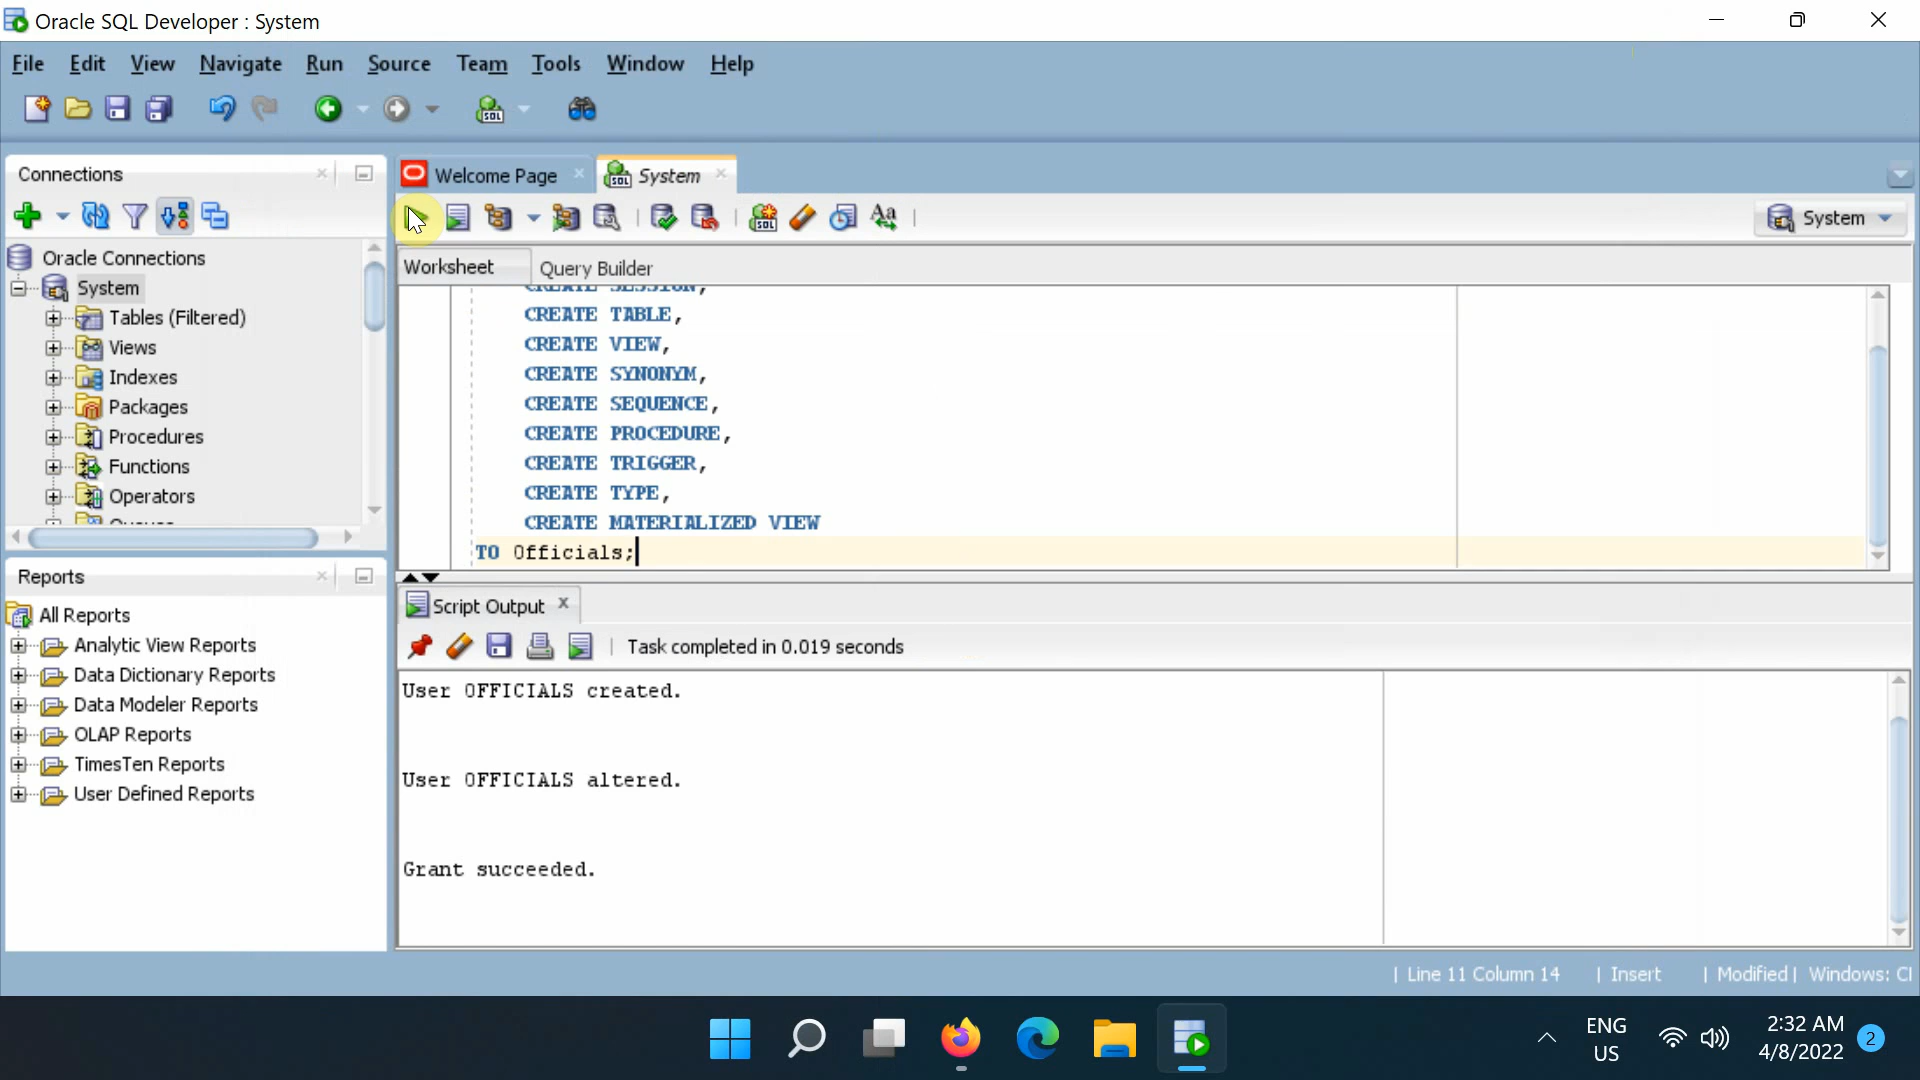 Oracle SQL Developer : System
File Edit View Navigate Run Source Team Tools Window Help
Connections
Oracle Connections
System
Tables (Filtered)
Views
Indexes
Packages
Procedures
Functions
Operators
Queues
Reports
All Reports
Analytic View Reports
Data Dictionary Reports
Data Modeler Reports
OLAP Reports
TimesTen Reports
User Defined Reports
Welcome Page
System
System
Worksheet Query Builder
CREATE SESSION,
CREATE TABLE,
CREATE VIEW,
CREATE SYNONYM,
CREATE SEQUENCE,
CREATE PROCEDURE,
CREATE TRIGGER,
CREATE TYPE,
CREATE MATERIALIZED VIEW
TO Officials;
Script Output
Task completed in 0.019 seconds
User OFFICIALS created.
User OFFICIALS altered.
Grant succeeded.
| Line 11 Column 14 | Insert | Modified | Windows: Cl
ENG
US
2:32 AM
4/8/2022
2